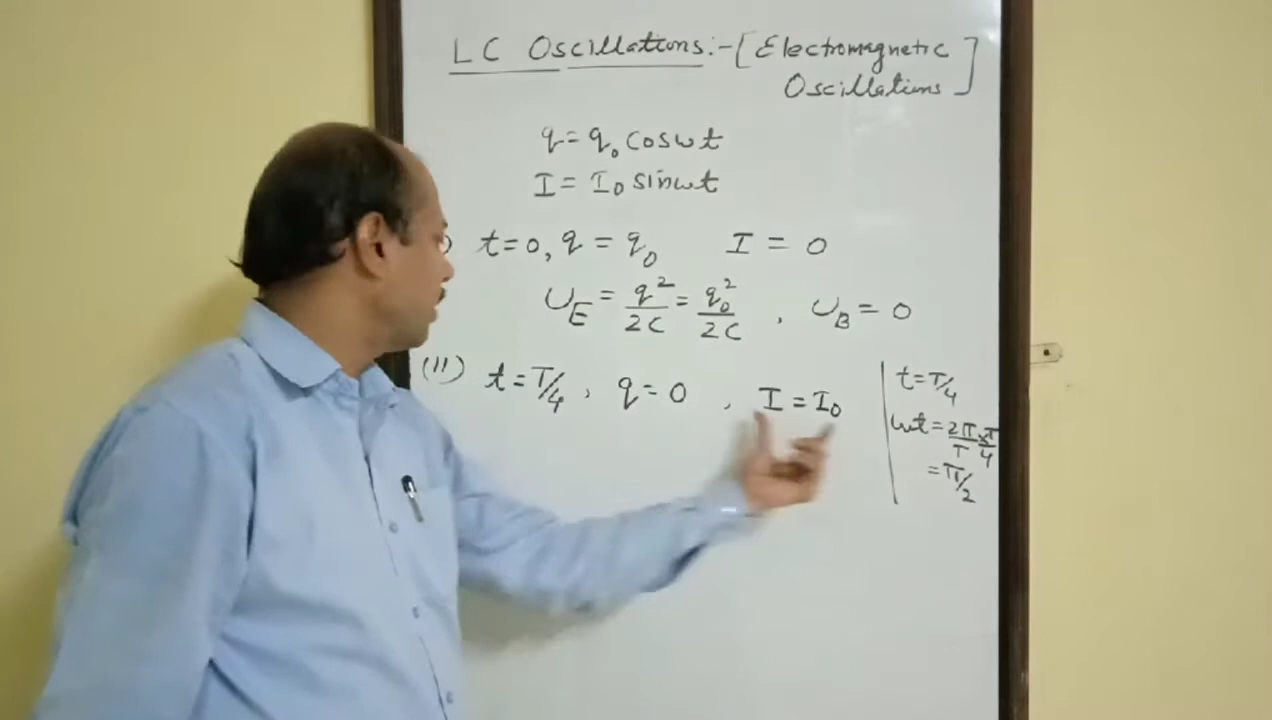 LC Oscillations:-[Electromagnetic
Oscillations]
q = q₀ cosωt
I = I₀ sinωt
) t=0, q = q₀ I = 0
U_E = q²/2C = q₀²/2C , U_B = 0
(II) t = T/4 , q = 0 , I = I₀
t = T/4
ωt = 2π/T × T/4
= π/2